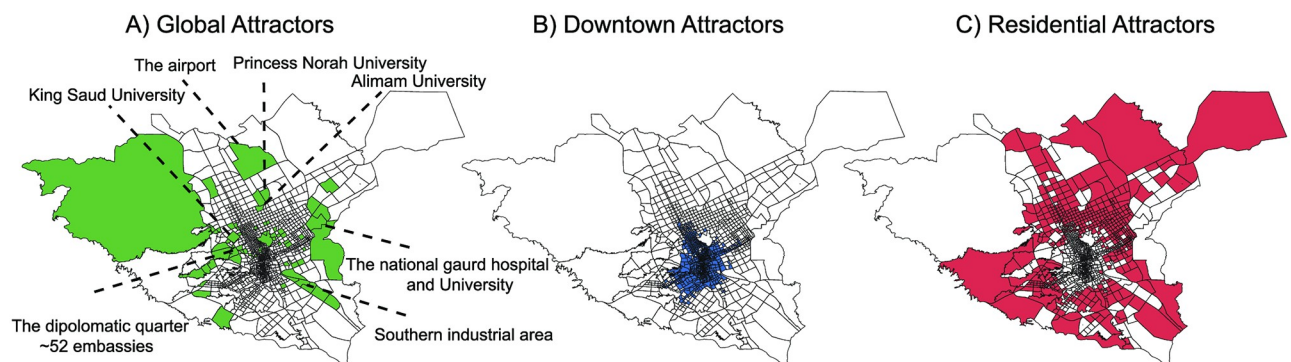 A) Global Attractors
B) Downtown Attractors
C) Residential Attractors
The airport
Princess Norah University
King Saud University
Alimam University
The national gaurd hospital
and University
The dipolomatic quarter
~52 embassies
Southern industrial area